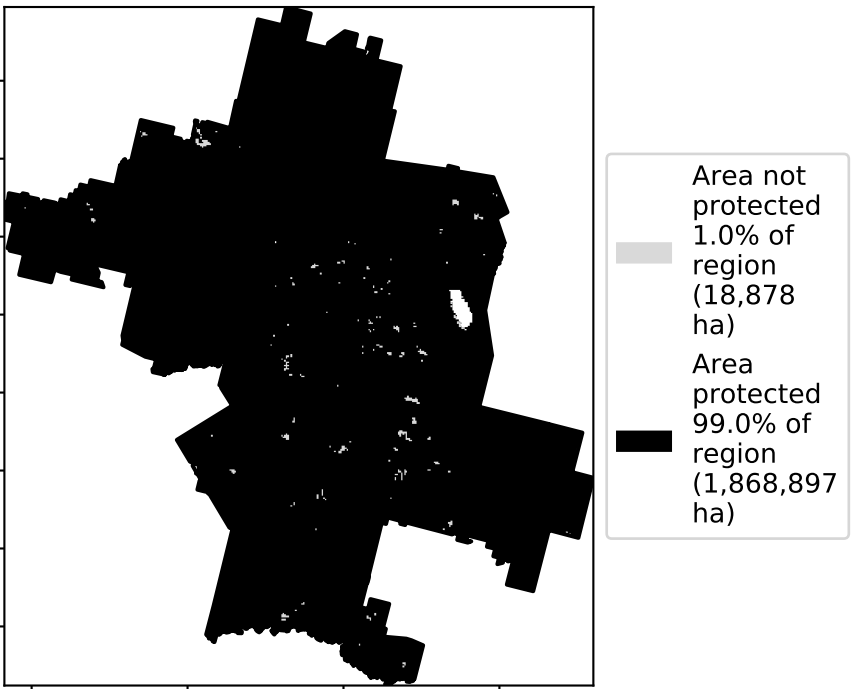 Area not
protected
1.0% of
region
(18,878
ha)
Area
protected
99.0% of
region
(1,868,897
ha)